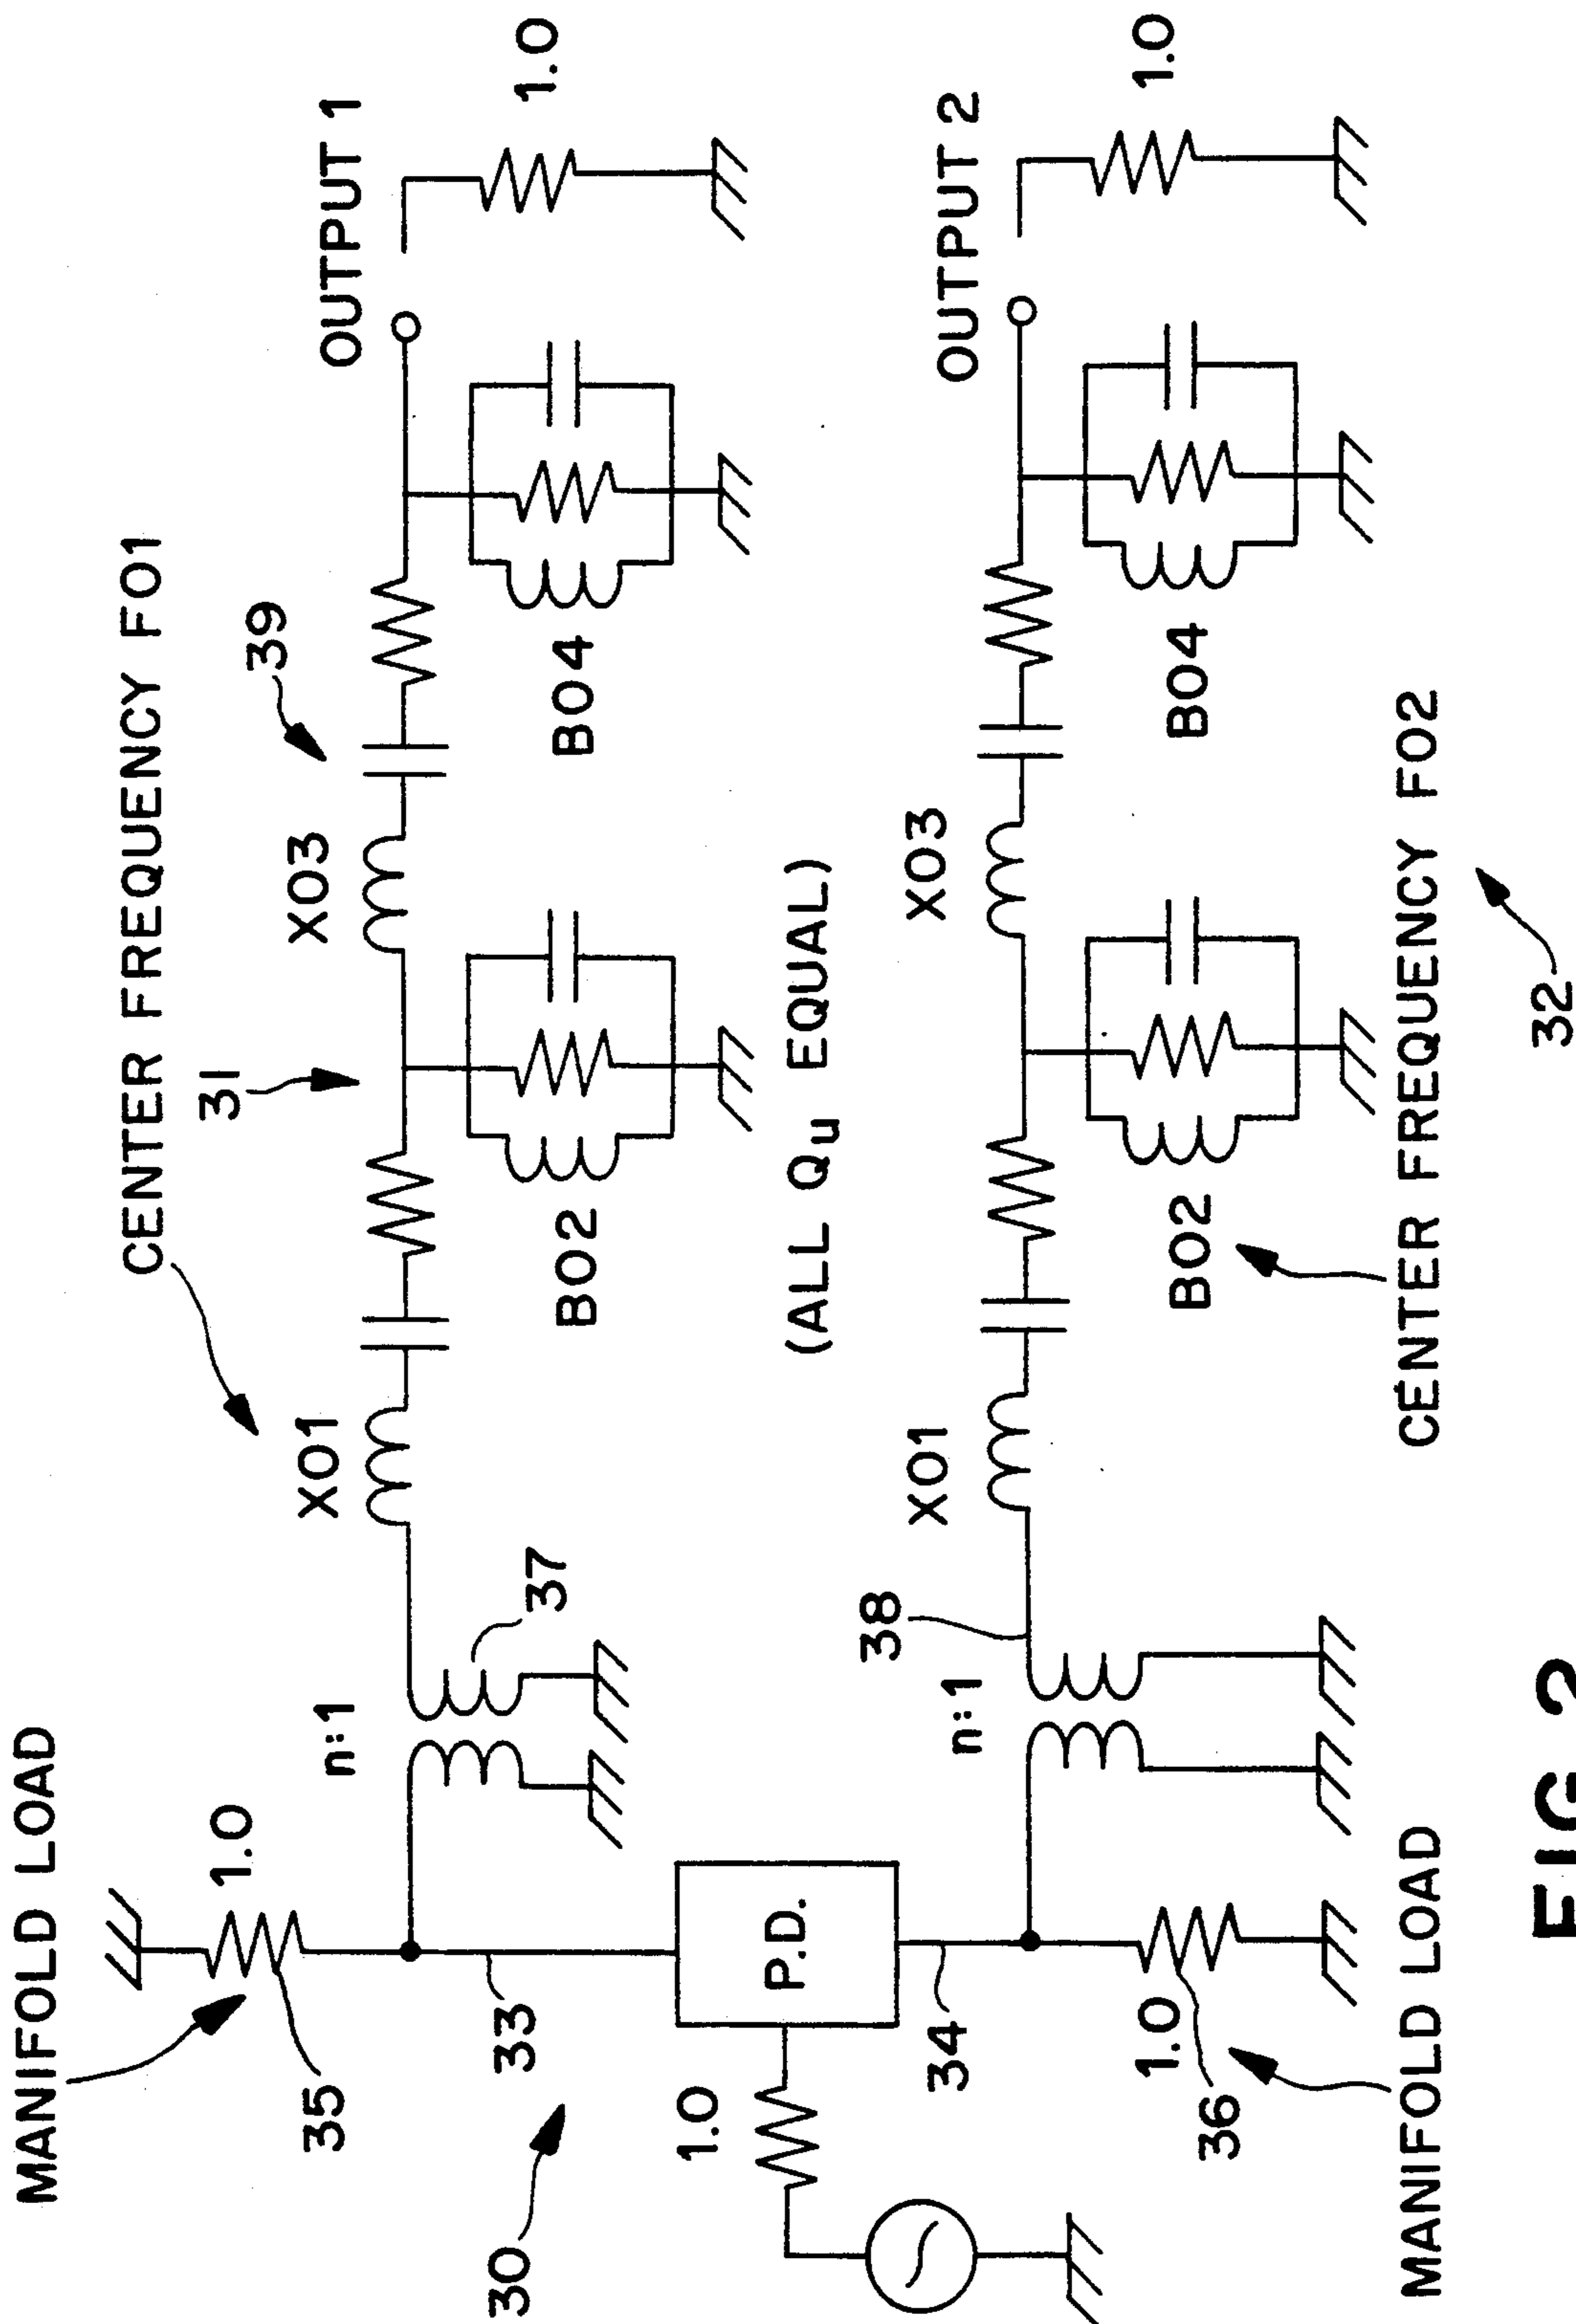 MANIFOLD LOAD
CENTER FREQUENCY FO1
35
1.0
n:1
37
X01
31
B02
X03
39
B04
OUTPUT 1
1.0
30
33
1.0
P.D.
(ALL Qu EQUAL)
34
38
n:1
X01
B02
X03
B04
OUTPUT 2
1.0
36
1.0
MANIFOLD LOAD
CENTER FREQUENCY FO2
32